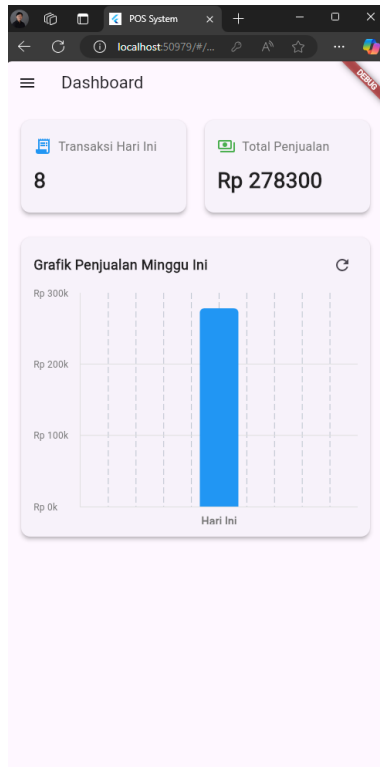 POS System
localhost:50979/#/...
DEBUG
Dashboard
Transaksi Hari Ini
8
Total Penjualan
Rp 278300
Grafik Penjualan Minggu Ini
Rp 300k
Rp 200k
Rp 100k
Rp 0k
Hari Ini